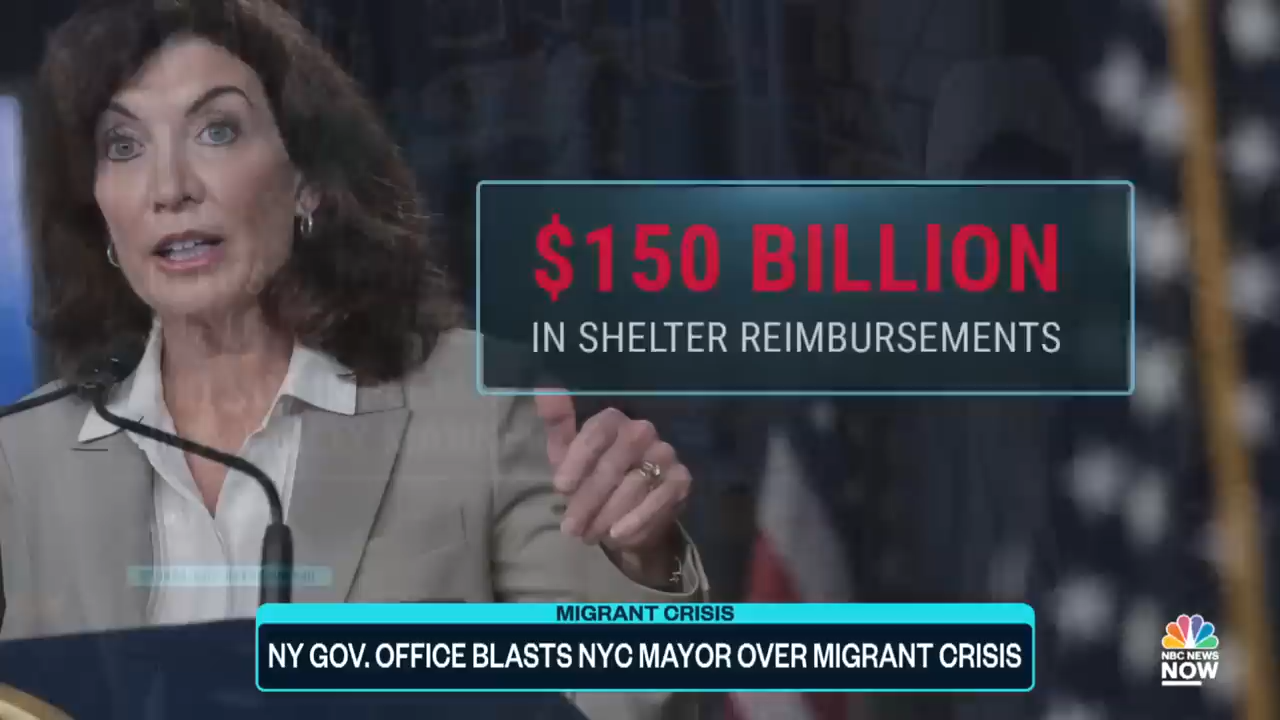 $150 BILLION
IN SHELTER REIMBURSEMENTS
MIGRANT CRISIS
NY GOV. OFFICE BLASTS NYC MAYOR OVER MIGRANT CRISIS
NBC NEWS
NOW